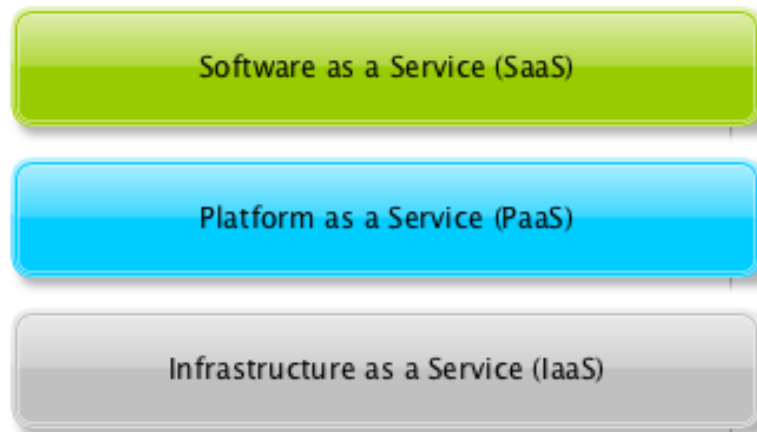 Software as a Service (SaaS)
Platform as a Service (PaaS)
Infrastructure as a Service (IaaS)